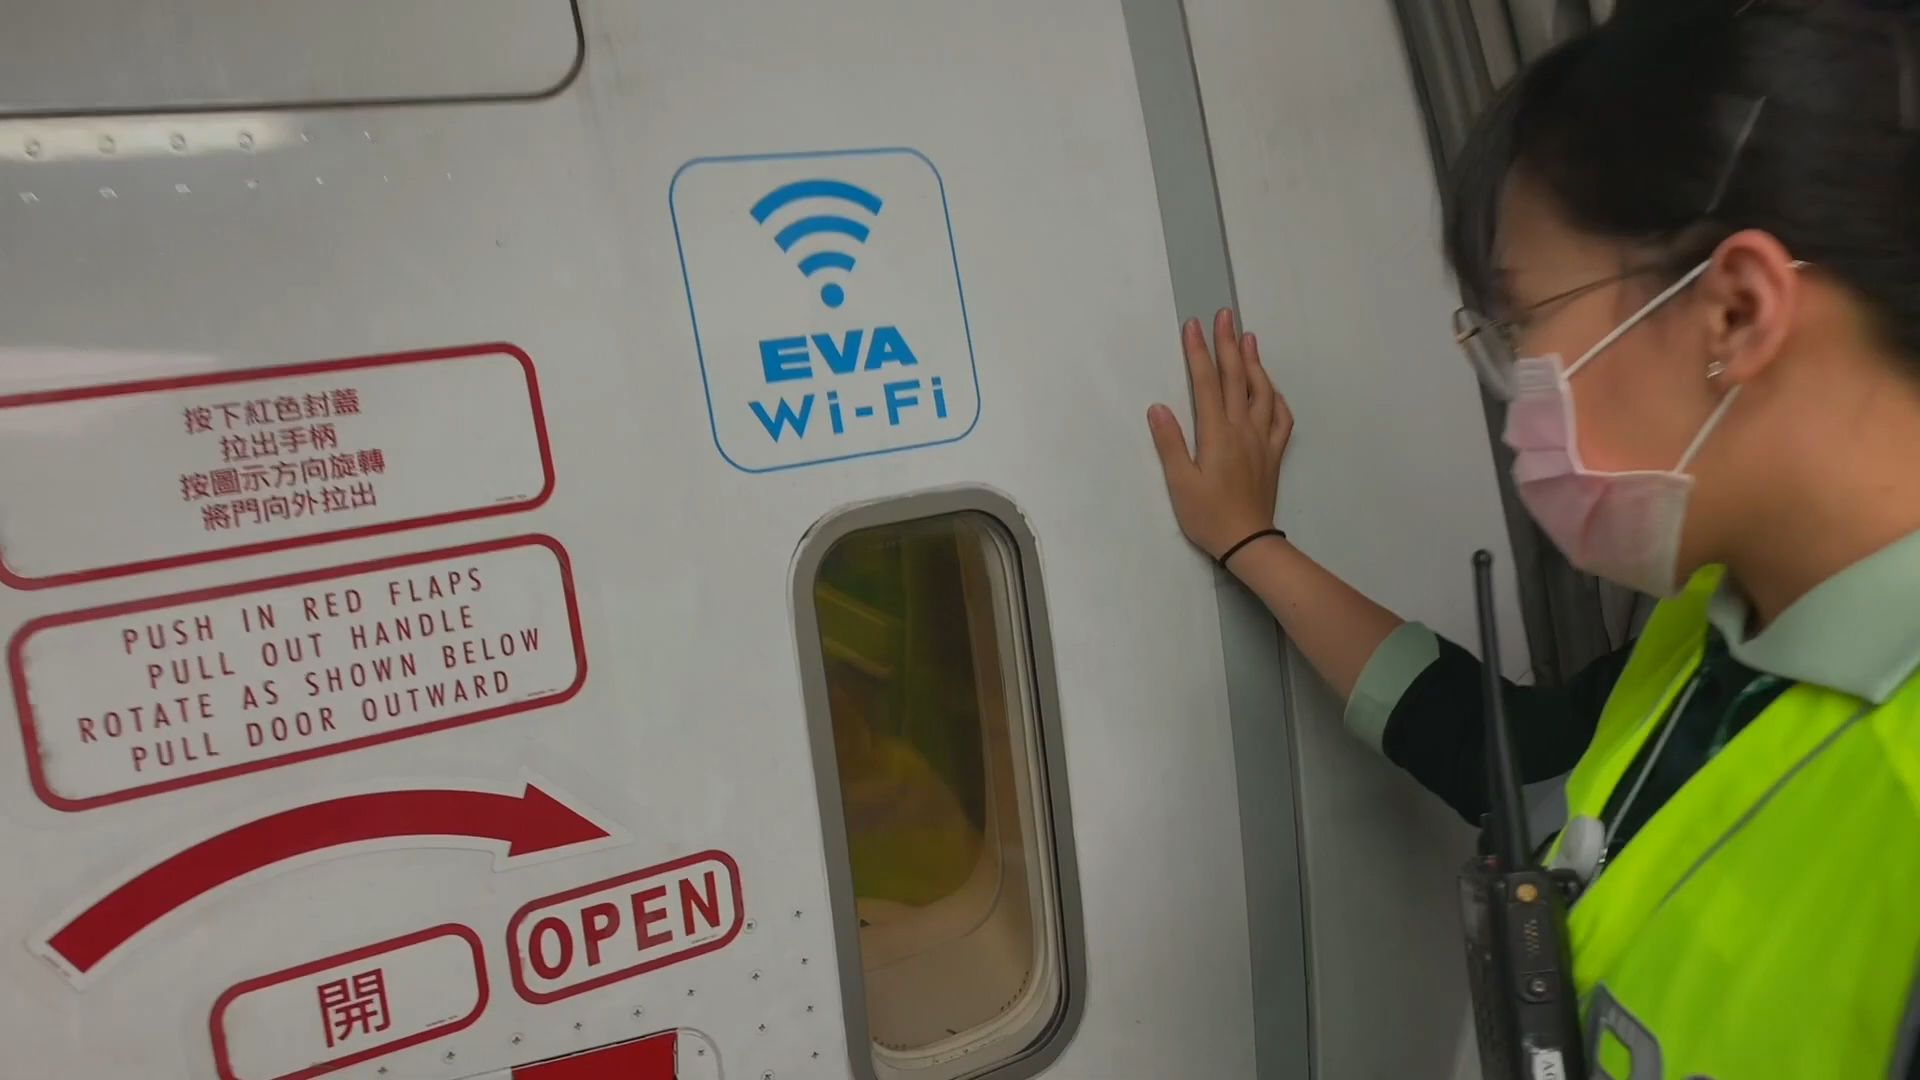 EVA
Wi-Fi
按下紅色封蓋
拉出手柄
按圖示方向旋轉
將門向外拉出
PUSH IN RED FLAPS
PULL OUT HANDLE
ROTATE AS SHOWN BELOW
PULL DOOR OUTWARD
開
OPEN